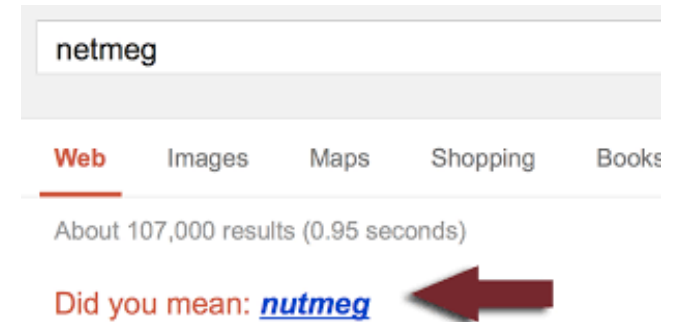 netmeg
Web Images Maps Shopping Books
About 107,000 results (0.95 seconds)
Did you mean: nutmeg